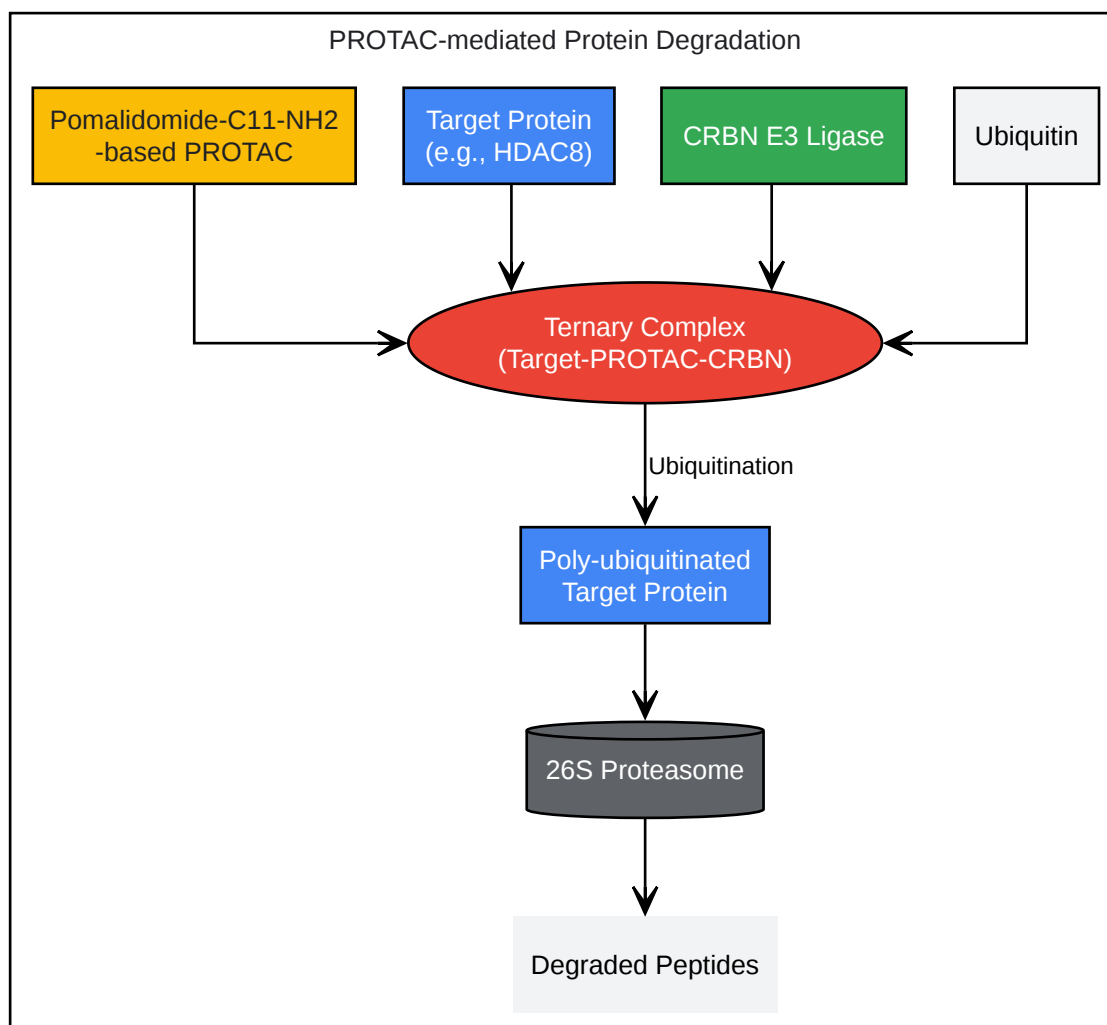 PROTAC-mediated Protein Degradation
Pomalidomide-C11-NH2
-based PROTAC
Target Protein
(e.g., HDAC8)
CRBN E3 Ligase
Ubiquitin
Ternary Complex
(Target-PROTAC-CRBN)
Ubiquitination
Poly-ubiquitinated
Target Protein
26S Proteasome
Degraded Peptides